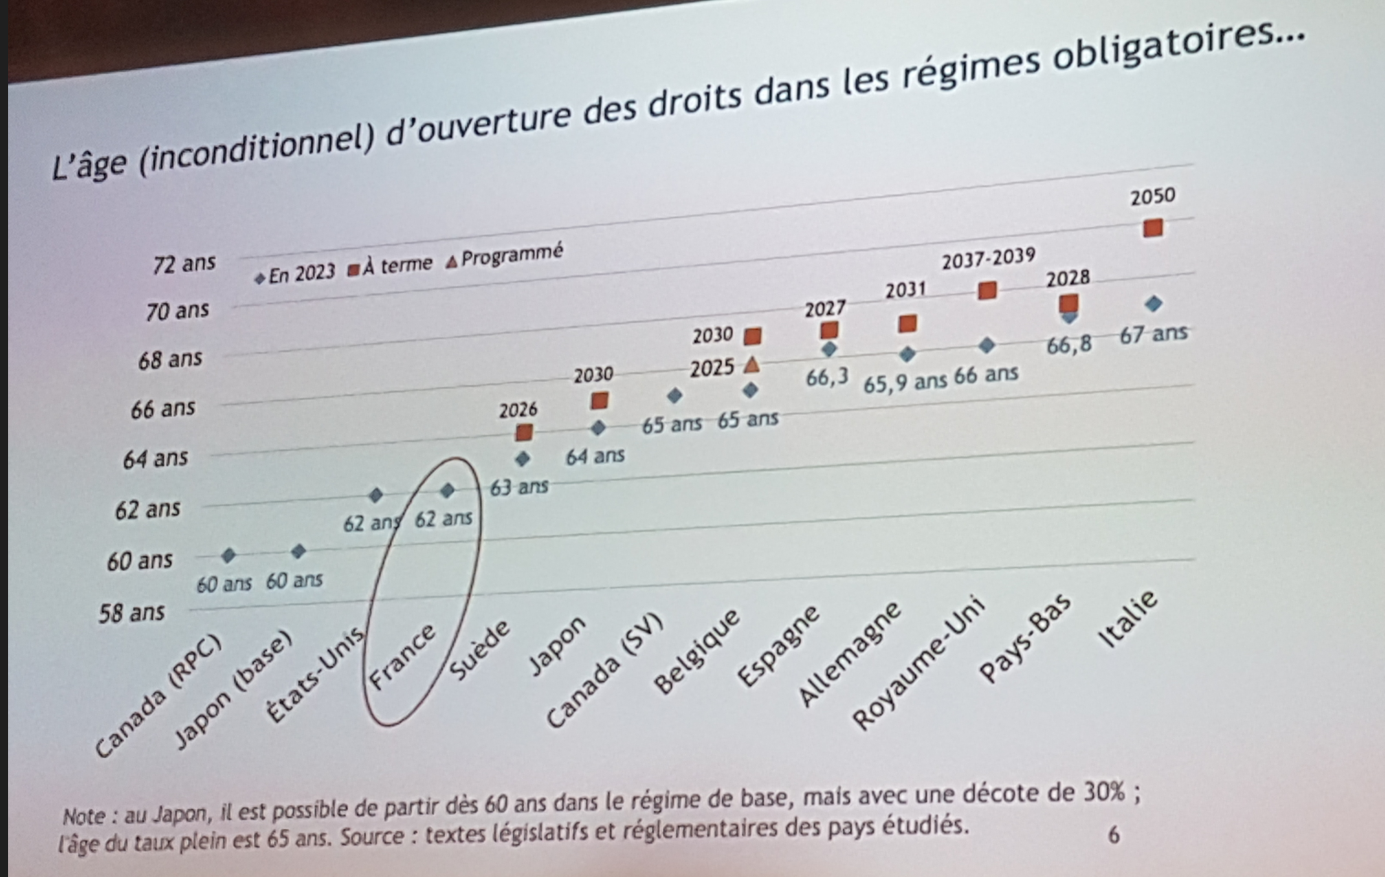 L'âge (inconditionnel) d'ouverture des droits dans les régimes obligatoires...
72 ans
70 ans
68 ans
66 ans
64 ans
62 ans
60 ans
58 ans
En 2023 À terme Programmé
60 ans 60 ans
62 ans 62 ans
2026
63 ans
2030
64 ans
65 ans
2030
2025
65 ans
2027
66,3
2031
65,9 ans
2037-2039
66 ans
2028
66,8
2050
67 ans
Canada (RPC)
Japon (base)
États-Unis
France
Suède
Japon
Canada (SV)
Belgique
Espagne
Allemagne
Royaume-Uni
Pays-Bas
Italie
Note : au Japon, il est possible de partir dès 60 ans dans le régime de base, mais avec une décote de 30% ;
l'âge du taux plein est 65 ans. Source : textes législatifs et réglementaires des pays étudiés.
6